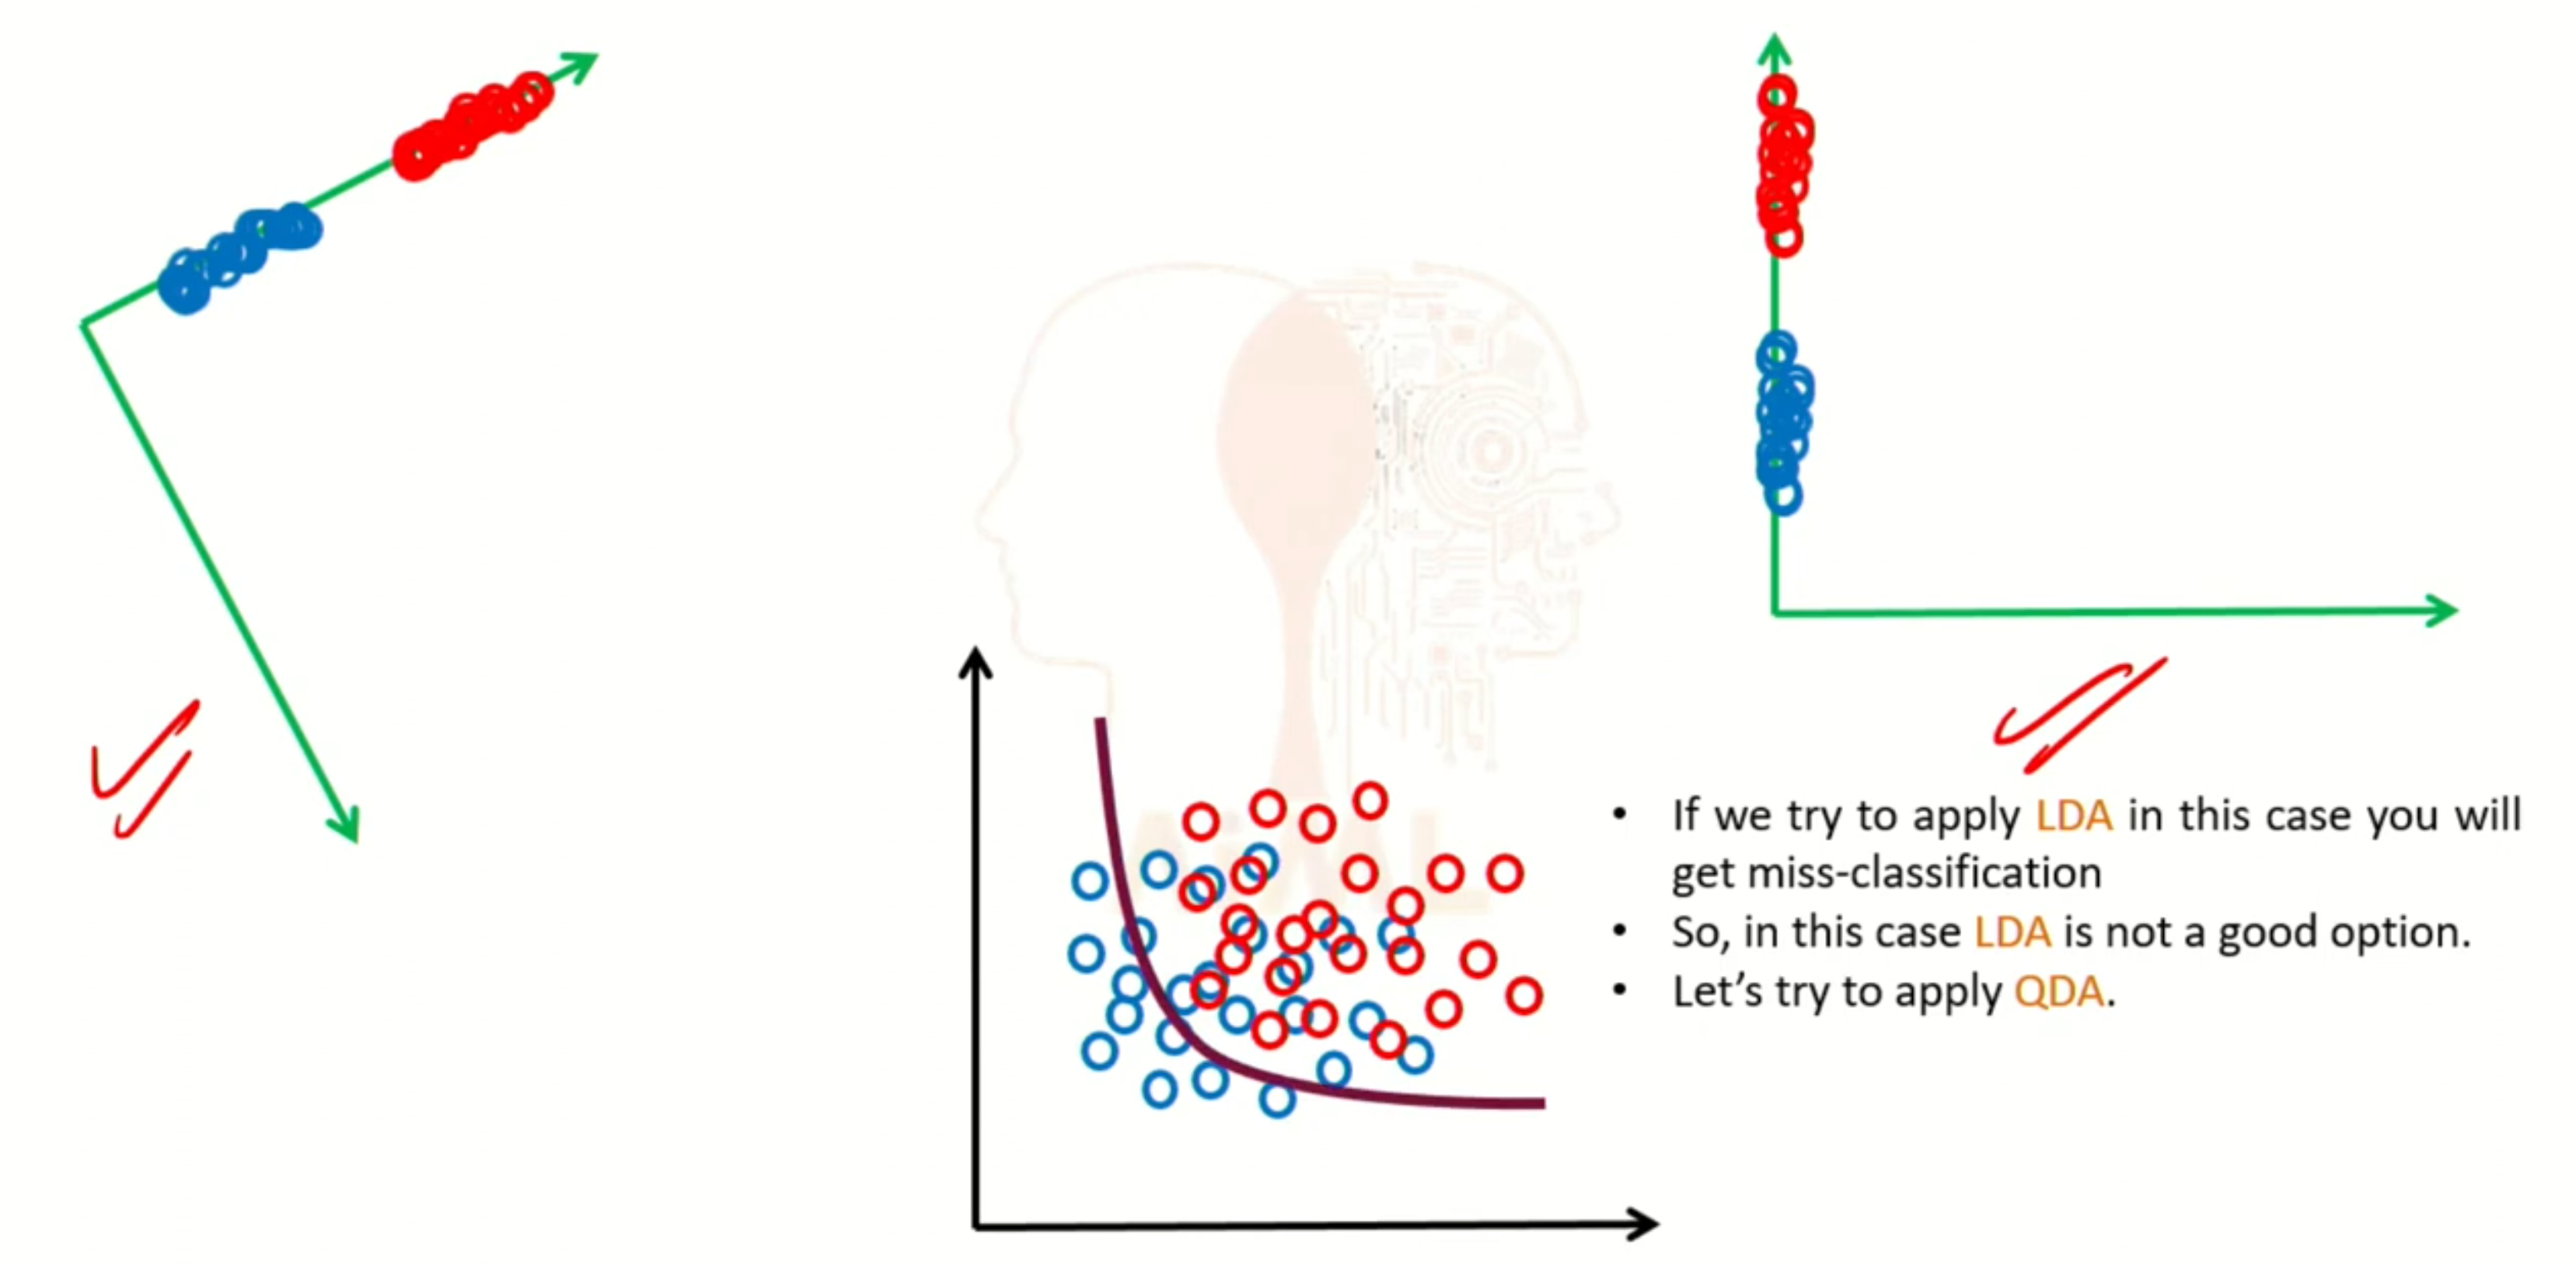 • If we try to apply LDA in this case you will
get miss-classification
• So, in this case LDA is not a good option.
• Let's try to apply QDA.